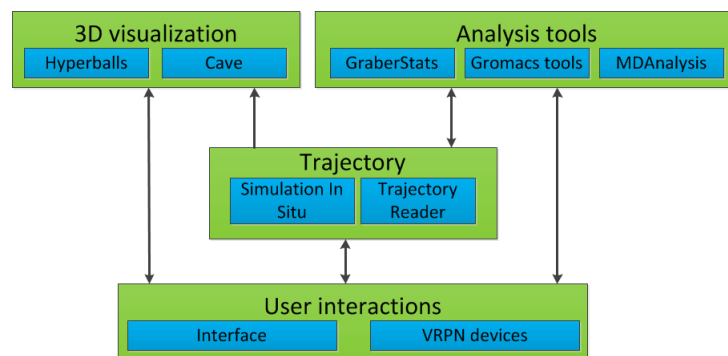 3D visualization
Hyperballs
Cave
Analysis tools
GraberStats
Gromacs tools
MDAnalysis
Trajectory
Simulation In
Situ
Trajectory
Reader
User interactions
Interface
VRPN devices